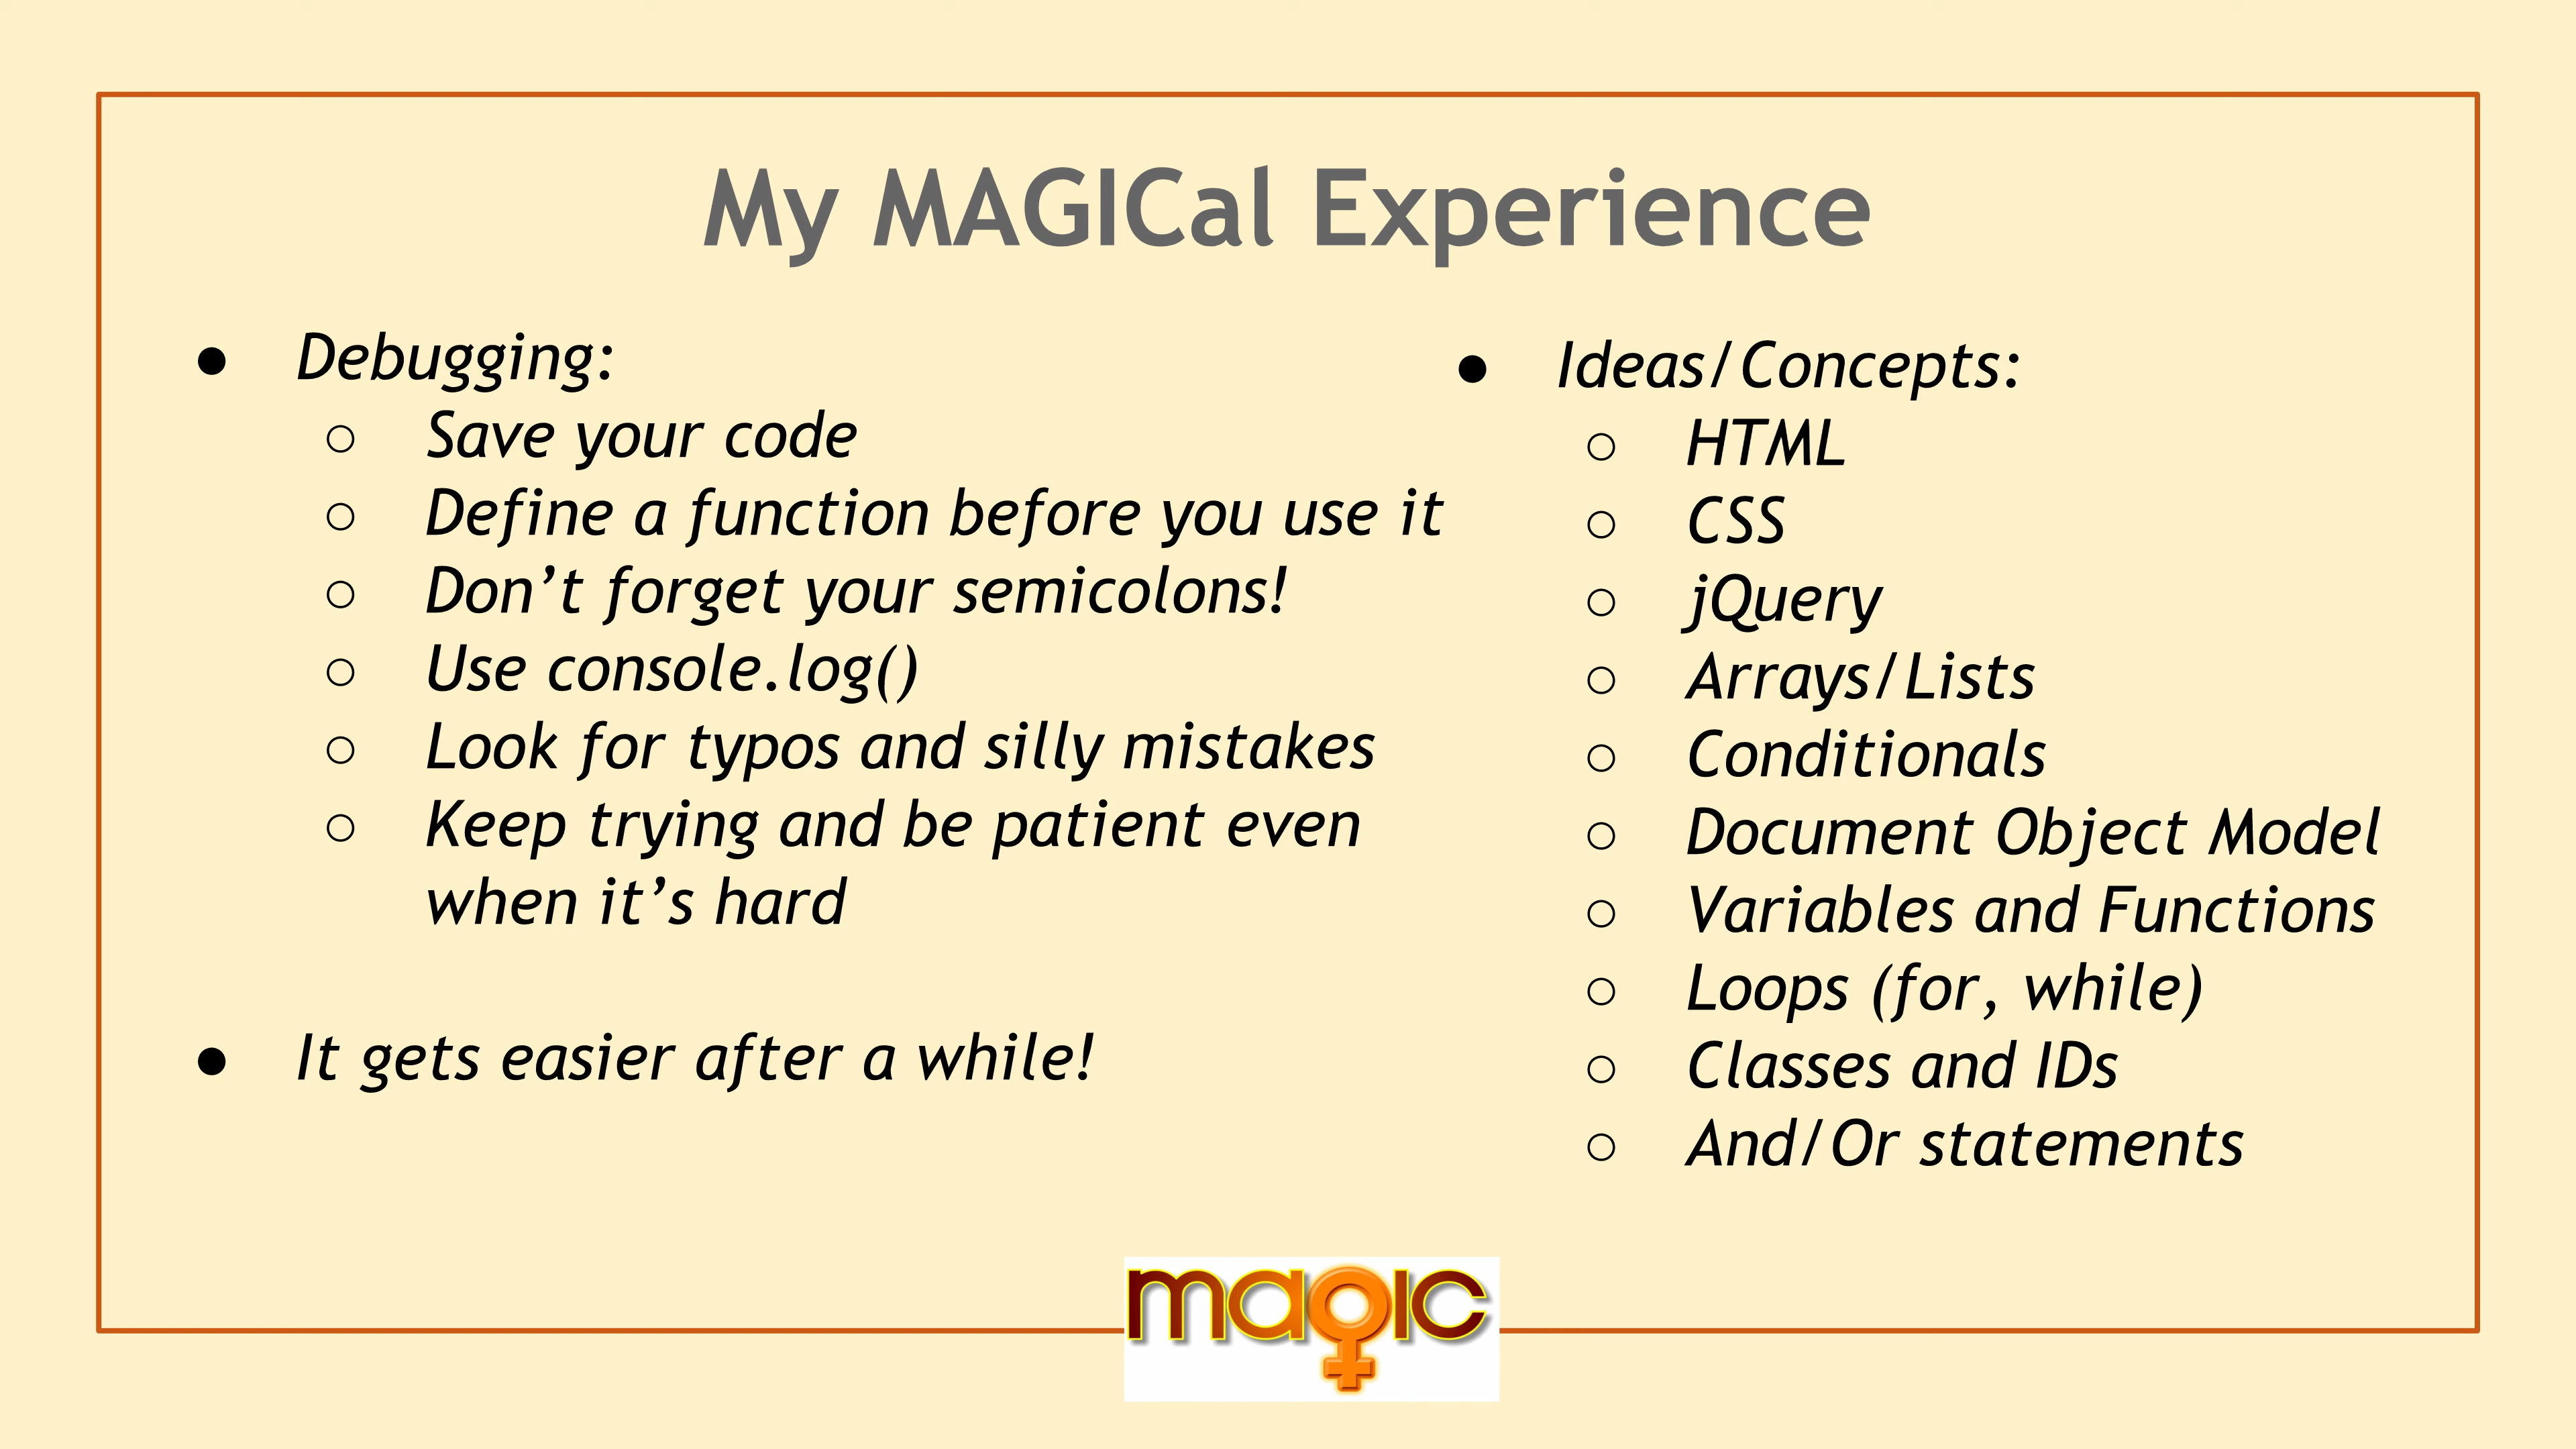 My MAGICal Experience
● Debugging:
○ Save your code
○ Define a function before you use it
○ Don’t forget your semicolons!
○ Use console.log()
○ Look for typos and silly mistakes
○ Keep trying and be patient even
when it’s hard
● It gets easier after a while!
● Ideas/Concepts:
○ HTML
○ CSS
○ jQuery
○ Arrays/Lists
○ Conditionals
○ Document Object Model
○ Variables and Functions
○ Loops (for, while)
○ Classes and IDs
○ And/Or statements
magic